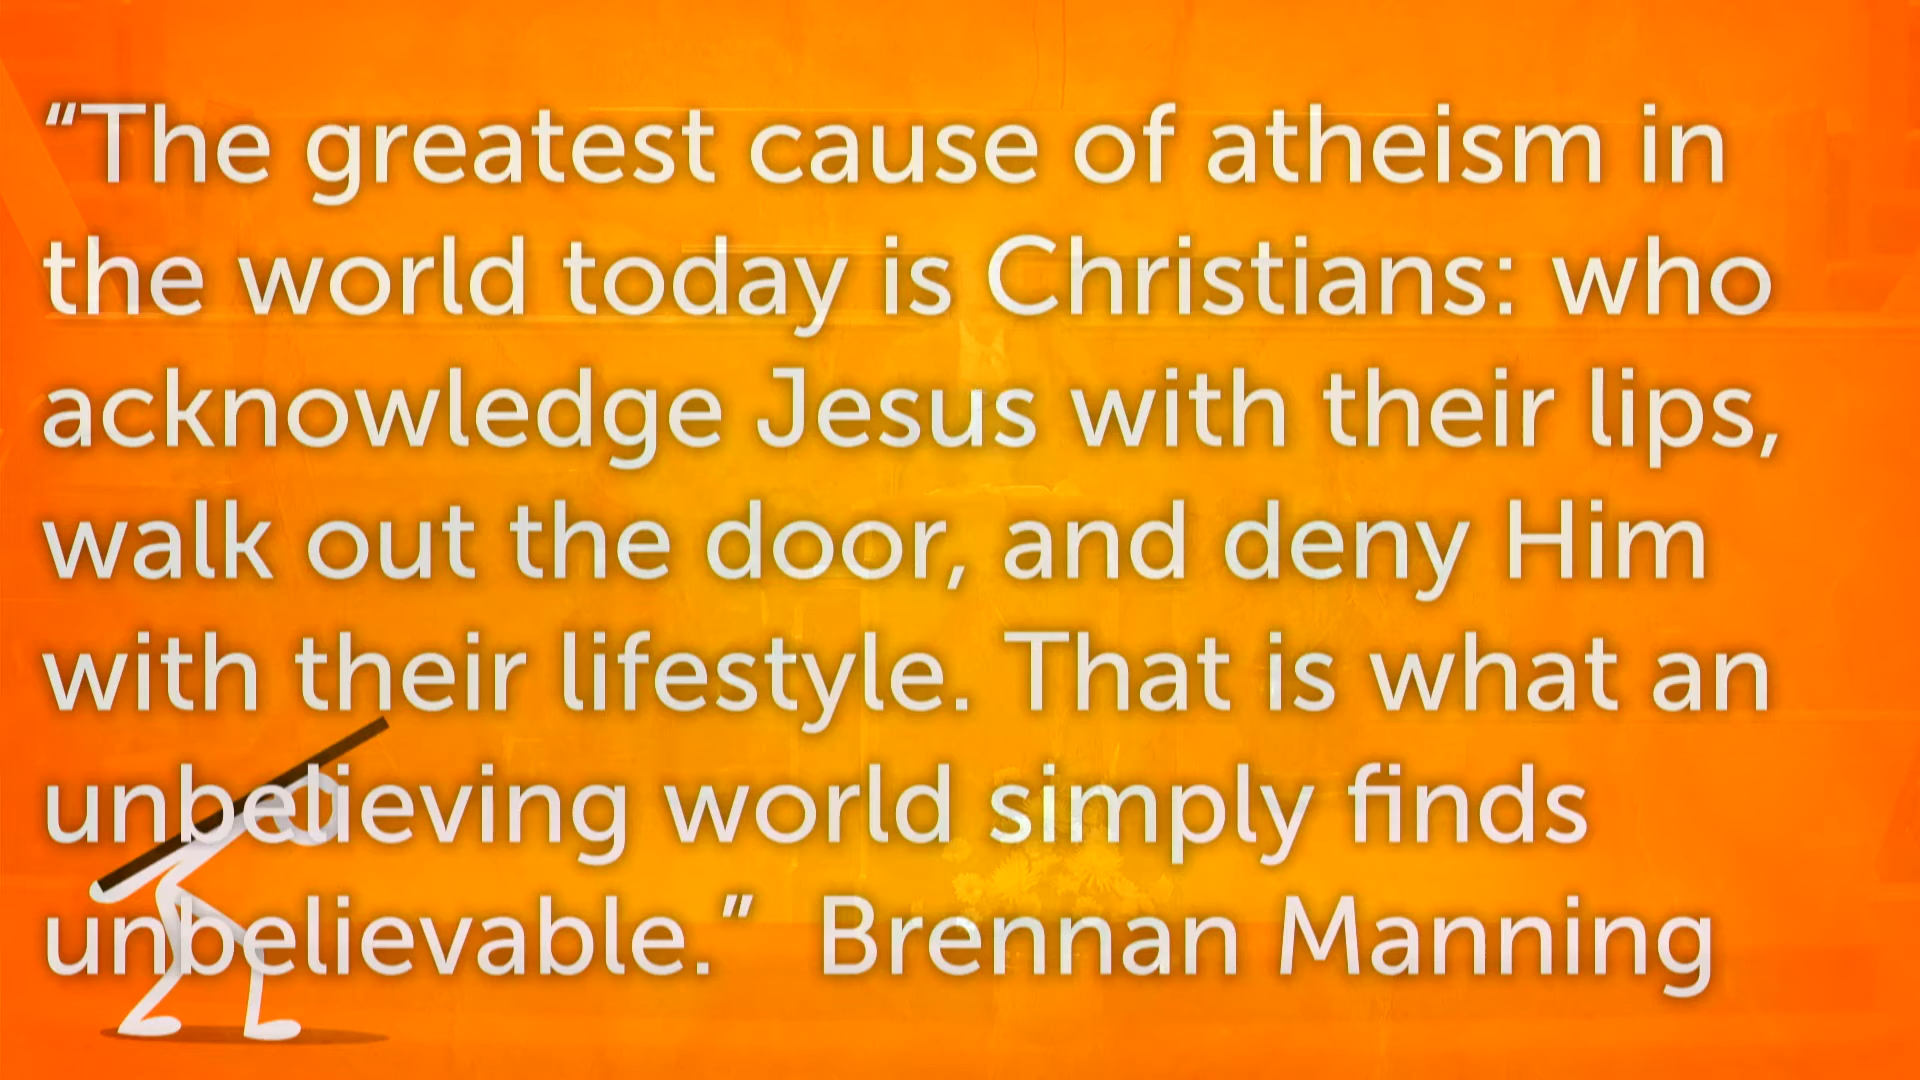 “The greatest cause of atheism in
the world today is Christians: who
acknowledge Jesus with their lips,
walk out the door, and deny Him
with their lifestyle. That is what an
unbelieving world simply finds
unbelievable.” Brennan Manning